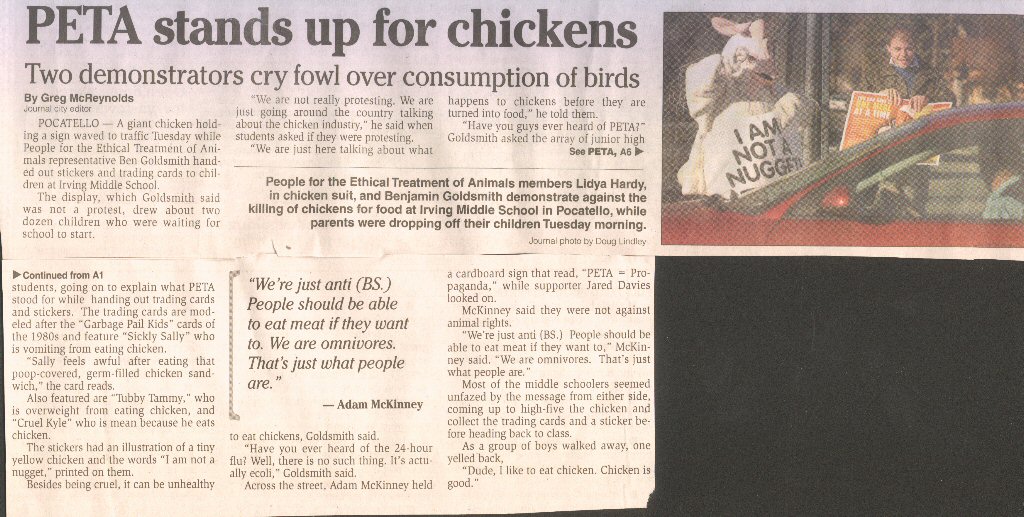 PETA stands up for chickens
Two demonstrators cry fowl over consumption of birds
By Greg McReynolds
Journal city editor
POCATELLO — A giant chicken hold-
ing a sign waved to traffic Tuesday while
People for the Ethical Treatment of Ani-
mals representative Ben Goldsmith hand-
ed out stickers and trading cards to chil-
dren at Irving Middle School.
The display, which Goldsmith said
was not a protest, drew about two
dozen children who were waiting for
school to start.
"We are not really protesting. We are
just going around the country talking
about the chicken industry," he said when
students asked if they were protesting.
"We are just here talking about what
happens to chickens before they are
turned into food," he told them.
"Have you guys ever heard of PETA?"
Goldsmith asked the array of junior high
See PETA, A6 ▶
People for the Ethical Treatment of Animals members Lidya Hardy,
in chicken suit, and Benjamin Goldsmith demonstrate against the
killing of chickens for food at Irving Middle School in Pocatello, while
parents were dropping off their children Tuesday morning.
Journal photo by Doug Lindley
I AM
NOT A
NUGGET
▶Continued from A1
students, going on to explain what PETA
stood for while handing out trading cards
and stickers. The trading cards are mod-
eled after the "Garbage Pail Kids" cards of
the 1980s and feature "Sickly Sally" who
is vomiting from eating chicken.
"Sally feels awful after eating that
poop-covered, germ-filled chicken sand-
wich," the card reads.
Also featured are "Tubby Tammy," who
is overweight from eating chicken, and
"Cruel Kyle" who is mean because he eats
chicken.
The stickers had an illustration of a tiny
yellow chicken and the words "I am not a
nugget," printed on them.
Besides being cruel, it can be unhealthy
"We're just anti (BS.)
People should be able
to eat meat if they want
to. We are omnivores.
That's just what people
are."
— Adam McKinney
to eat chickens, Goldsmith said.
"Have you ever heard of the 24-hour
flu? Well, there is no such thing. It's actu-
ally ecoli," Goldsmith said.
Across the street, Adam McKinney held
a cardboard sign that read, "PETA = Pro-
paganda," while supporter Jared Davies
looked on.
McKinney said they were not against
animal rights.
"We're just anti (BS.) People should be
able to eat meat if they want to," McKin-
ney said. "We are omnivores. That's just
what people are."
Most of the middle schoolers seemed
unfazed by the message from either side,
coming up to high-five the chicken and
collect the trading cards and a sticker be-
fore heading back to class.
As a group of boys walked away, one
yelled back,
"Dude, I like to eat chicken. Chicken is
good."